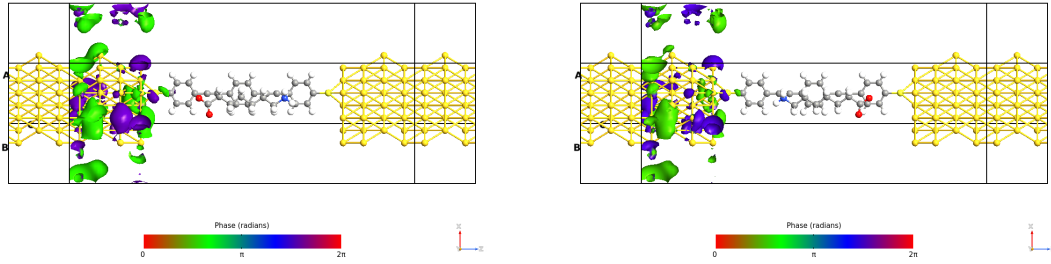 A
B
Phase (radians)
0 π 2π
A
B
Phase (radians)
0 π 2π